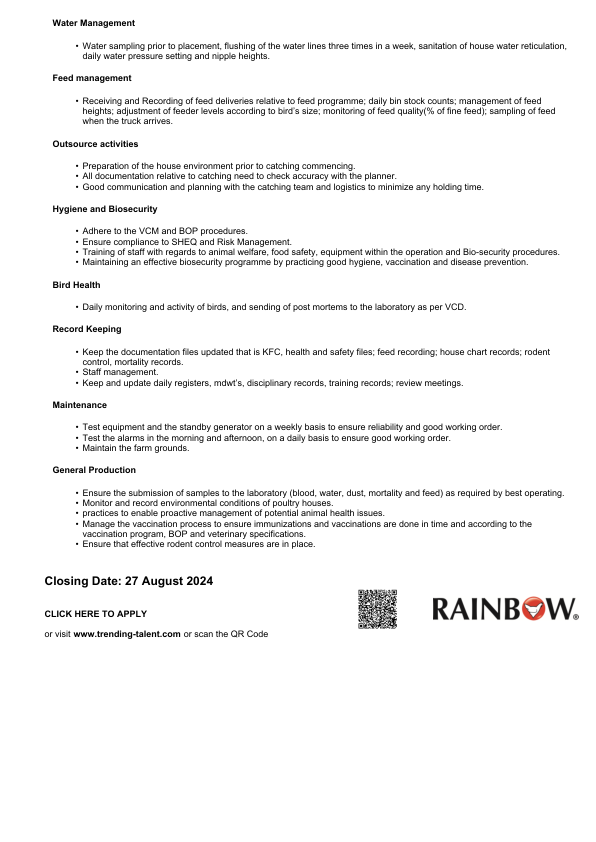 Water Management
• Water sampling prior to placement, flushing of the water lines three times in a week, sanitation of house water reticulation,
daily water pressure setting and nipple heights.
Feed management
• Receiving and Recording of feed deliveries relative to feed programme; daily bin stock counts; management of feed
heights; adjustment of feeder levels according to bird's size; monitoring of feed quality(% of fine feed); sampling of feed
when the truck arrives.
Outsource activities
• Preparation of the house environment prior to catching commencing.
• All documentation relative to catching need to check accuracy with the planner.
• Good communication and planning with the catching team and logistics to minimize any holding time.
Hygiene and Biosecurity
• Adhere to the VCM and BOP procedures.
• Ensure compliance to SHEQ and Risk Management.
• Training of staff with regards to animal welfare, food safety, equipment within the operation and Bio-security procedures.
• Maintaining an effective biosecurity programme by practicing good hygiene, vaccination and disease prevention.
Bird Health
• Daily monitoring and activity of birds, and sending of post mortems to the laboratory as per VCD.
Record Keeping
• Keep the documentation files updated that is KFC, health and safety files; feed recording; house chart records; rodent
control, mortality records.
• Staff management.
• Keep and update daily registers, mdwt's, disciplinary records, training records; review meetings.
Maintenance
• Test equipment and the standby generator on a weekly basis to ensure reliability and good working order.
• Test the alarms in the morning and afternoon, on a daily basis to ensure good working order.
• Maintain the farm grounds.
General Production
• Ensure the submission of samples to the laboratory (blood, water, dust, mortality and feed) as required by best operating.
• Monitor and record environmental conditions of poultry houses.
• practices to enable proactive management of potential animal health issues.
• Manage the vaccination process to ensure immunizations and vaccinations are done in time and according to the
vaccination program, BOP and veterinary specifications.
• Ensure that effective rodent control measures are in place.
Closing Date: 27 August 2024
CLICK HERE TO APPLY
or visit www.trending-talent.com or scan the QR Code
RAINBOW®